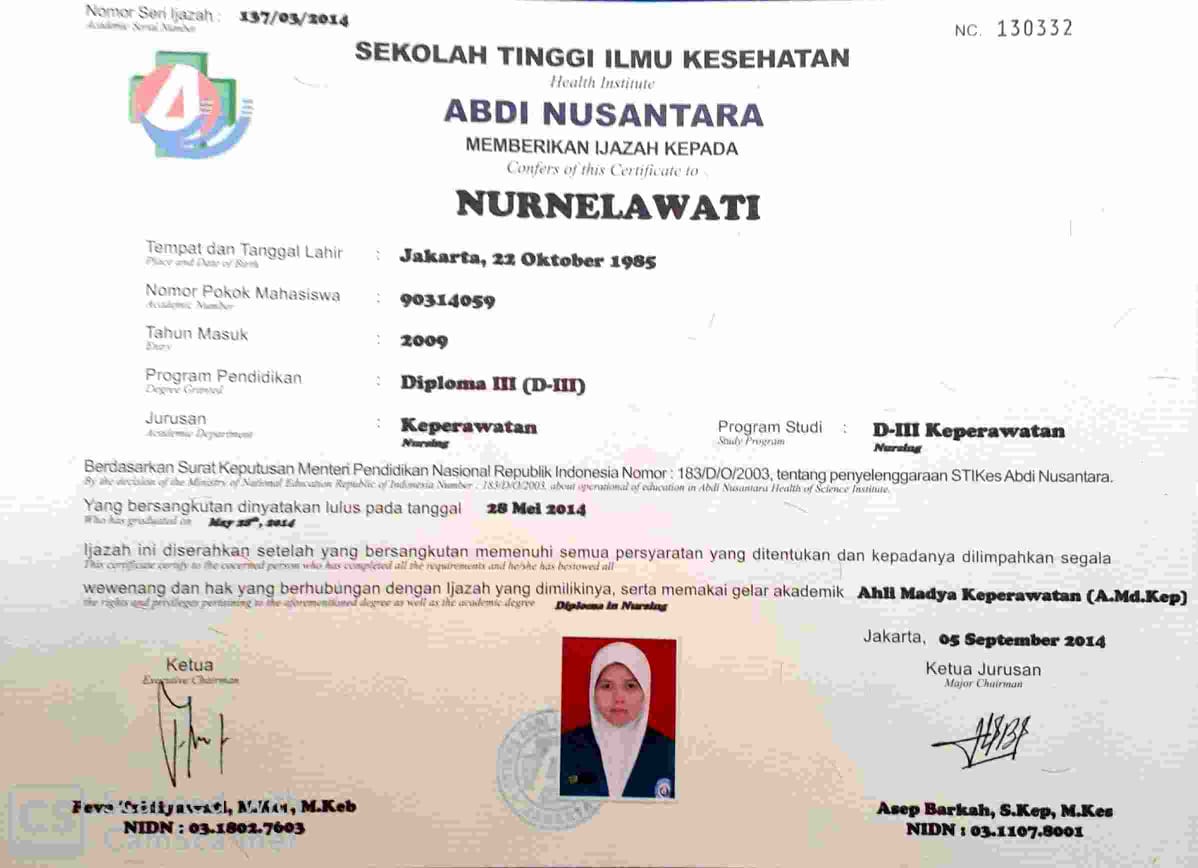 Nomor Seri Ijazah : 137/03/2014
Academic Serial Number
NC. 130332
SEKOLAH TINGGI ILMU KESEHATAN
Health Institute
ABDI NUSANTARA
MEMBERIKAN IJAZAH KEPADA
Confers of this Certificate to
NURNELAWATI
Tempat dan Tanggal Lahir : Jakarta, 22 Oktober 1985
Place and Date of Birth
Nomor Pokok Mahasiswa : 90314059
Academic Number
Tahun Masuk : 2009
Entry
Program Pendidikan : Diploma III (D-III)
Degree Granted
Jurusan : Keperawatan Program Studi : D-III Keperawatan
Academic Department Nursing Study Program Nursing
Berdasarkan Surat Keputusan Menteri Pendidikan Nasional Republik Indonesia Nomor : 183/D/O/2003, tentang penyelenggaraan STIKes Abdi Nusantara.
By the decision of the Ministry of National Education Republic of Indonesia Number : 183/D/O/2003, about operational of education in Abdi Nusantara Health of Science Institute.
Yang bersangkutan dinyatakan lulus pada tanggal 28 Mei 2014
Who has graduated on May 28th, 2014
Ijazah ini diserahkan setelah yang bersangkutan memenuhi semua persyaratan yang ditentukan dan kepadanya dilimpahkan segala
This certificate certify to the cocerned person who has completed all the requirements and he/she has bestowed all
wewenang dan hak yang berhubungan dengan Ijazah yang dimilikinya, serta memakai gelar akademik Ahli Madya Keperawatan (A.Md.Kep)
the rights and privileges pertaining to the aforementioned degree as well as the academic degree Diploma in Nursing
Jakarta, 05 September 2014
Ketua
Executive Chairman
Ketua Jurusan
Major Chairman
M.Keb
NIDN : 03.1802.7603
Asep Barkah, S.Kep, M.Kes
NIDN : 03.1107.8001
CS CamScanner